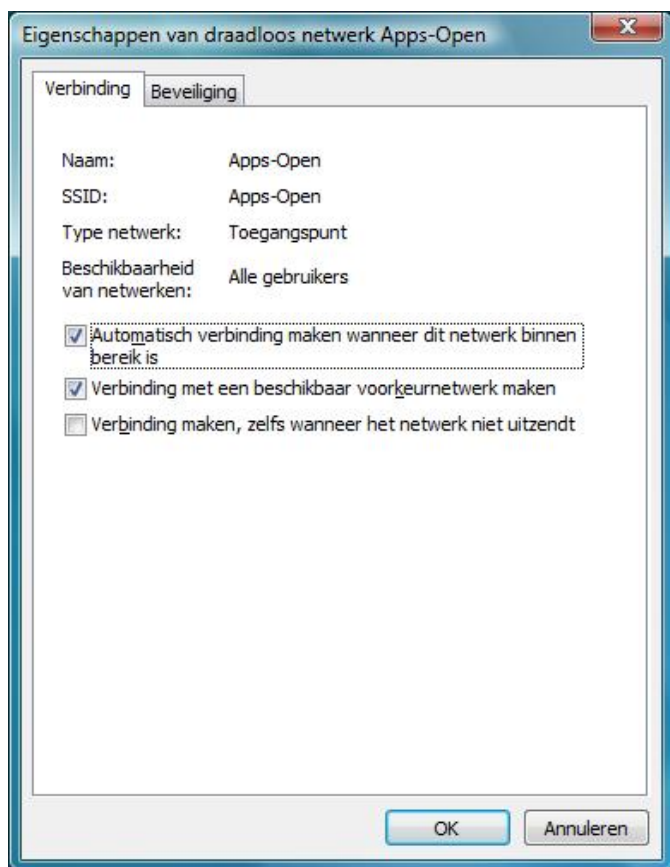 Eigenschappen van draadloos netwerk Apps-Open
Verbinding Beveiliging
Naam: Apps-Open
SSID: Apps-Open
Type netwerk: Toegangspunt
Beschikbaarheid
van netwerken: Alle gebruikers
Automatisch verbinding maken wanneer dit netwerk binnen
bereik is
Verbinding met een beschikbaar voorkeurnetwerk maken
Verbinding maken, zelfs wanneer het netwerk niet uitzendt
OK Annuleren